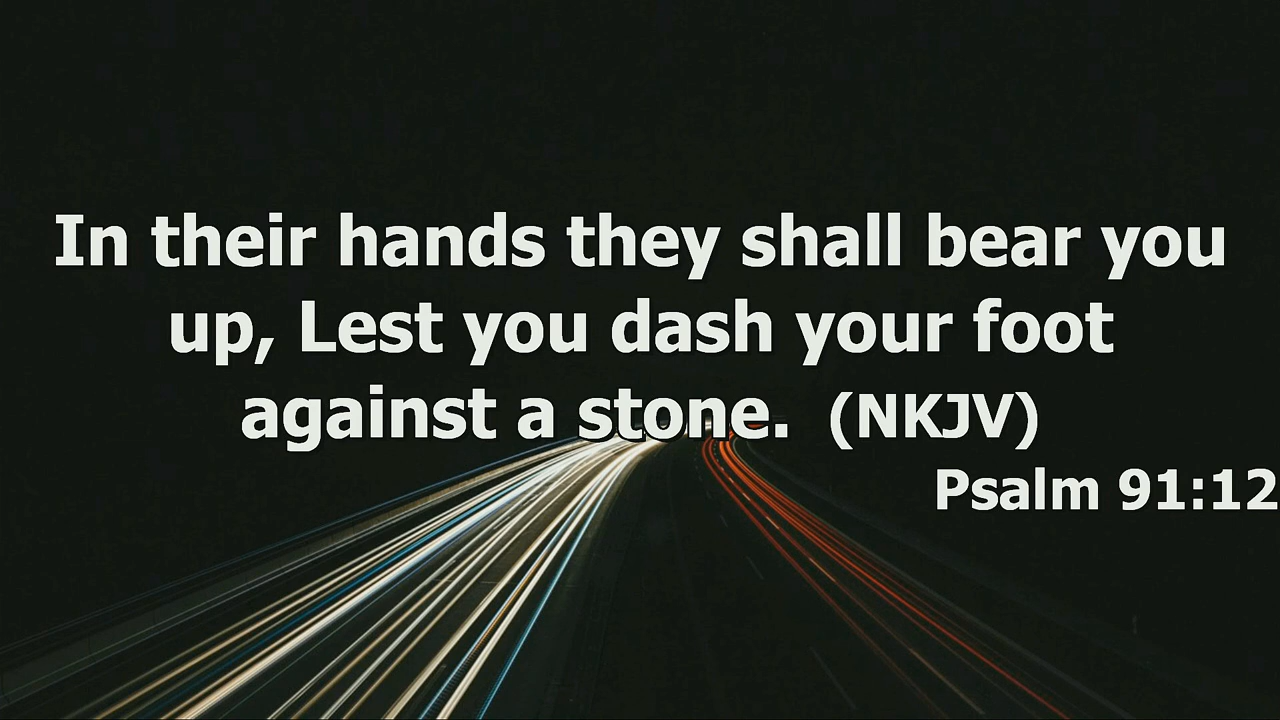 In their hands they shall bear you
up, Lest you dash your foot
against a stone.  (NKJV)
Psalm 91:12